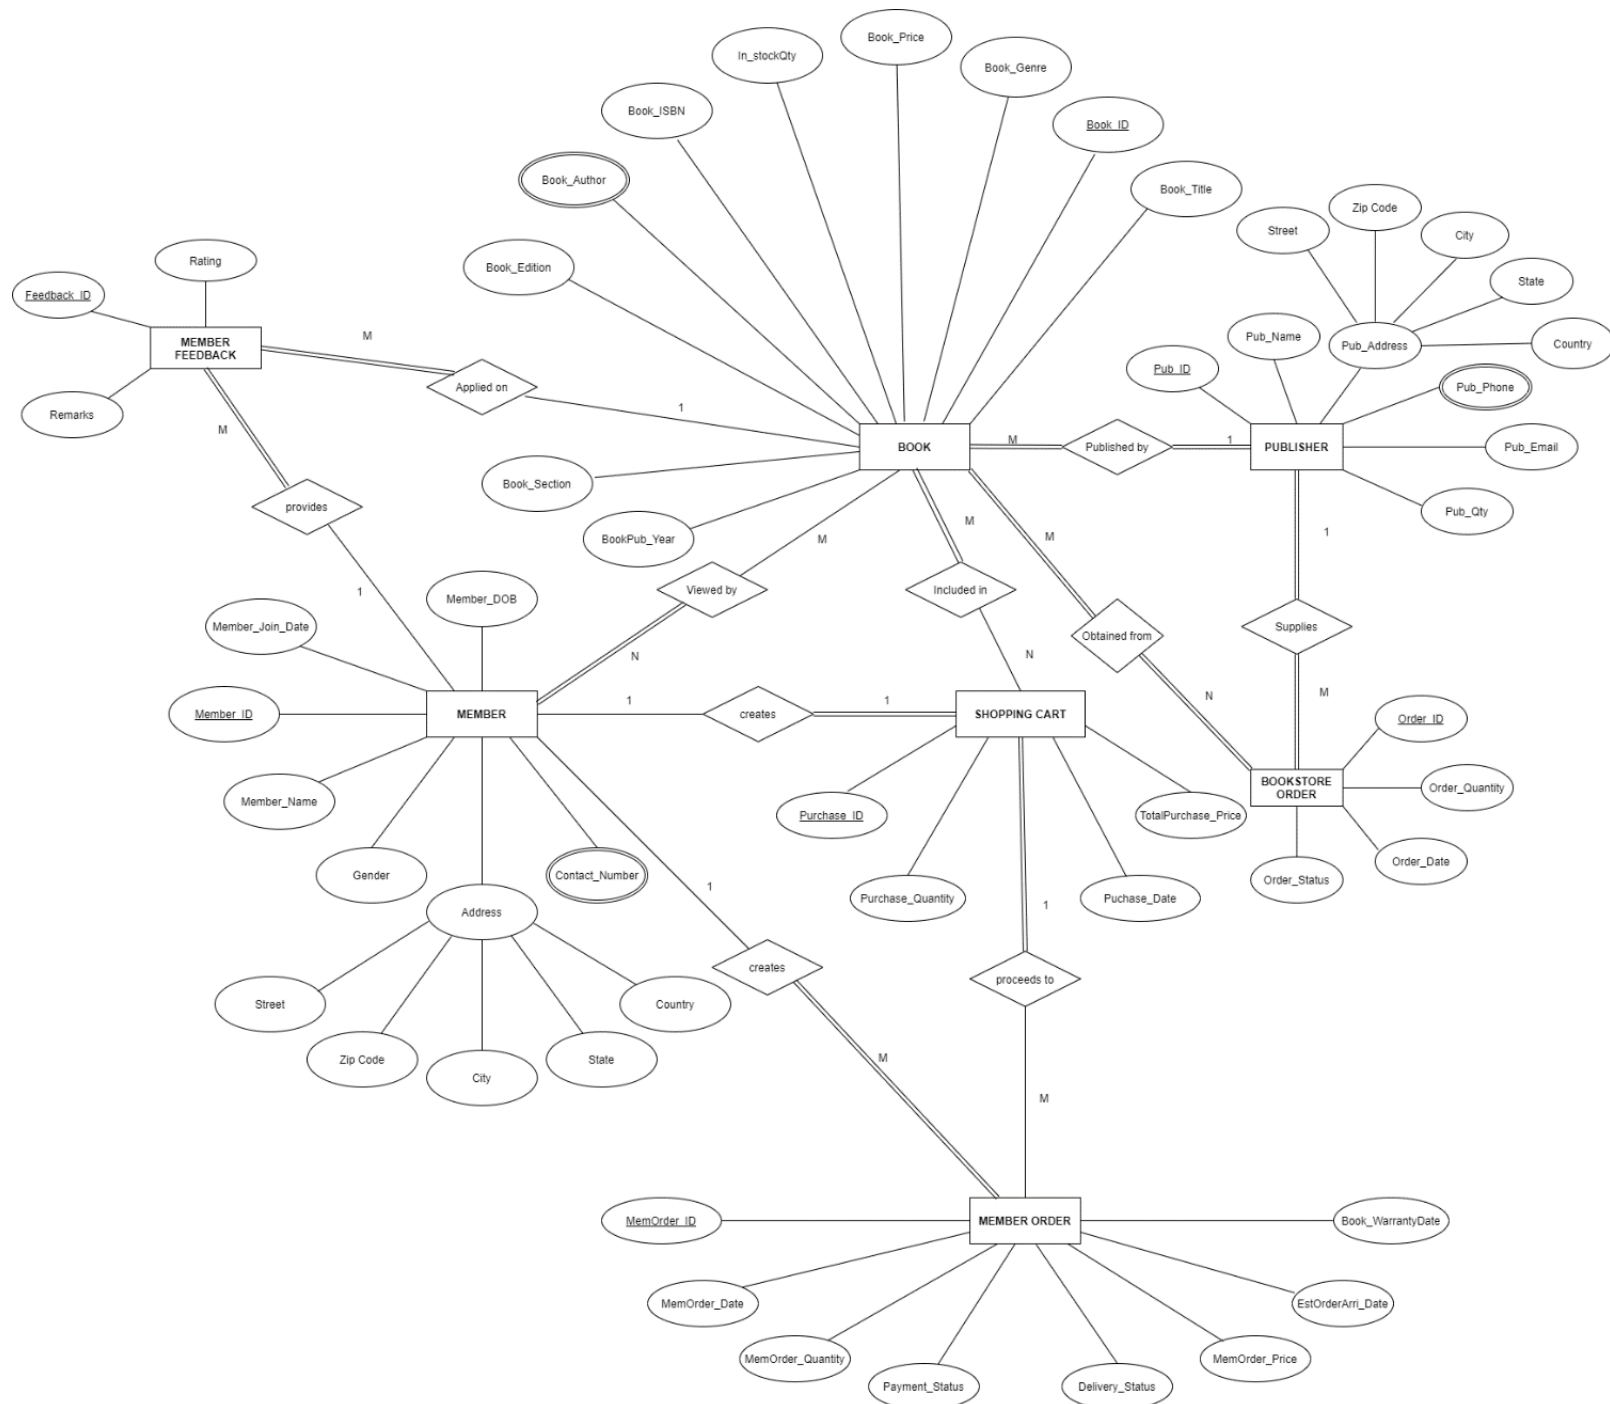 Book_Price
In_stockQty
Book_Genre
Book_ISBN
Book_ID
Book_Author
Book_Title
Zip Code
Street
City
Rating
Book_Edition
State
Feedback_ID
Pub_Name
Pub_Address
Country
MEMBER
FEEDBACK
M
Pub_ID
Applied on
Pub_Phone
Remarks
1
M
BOOK
M
Published by
1
PUBLISHER
Pub_Email
Book_Section
provides
Pub_Qty
M
M
BookPub_Year
M
1
Viewed by
Included in
1
Member_DOB
Member_Join_Date
Obtained from
Supplies
N
N
Member_ID
MEMBER
1
creates
1
SHOPPING CART
N
M
Order_ID
BOOKSTORE
ORDER
Order_Quantity
Member_Name
Purchase_ID
TotalPurchase_Price
Gender
Contact_Number
Order_Date
Order_Status
1
Purchase_Quantity
Puchase_Date
1
Address
creates
proceeds to
Street
Country
Zip Code
State
City
M
M
MemOrder_ID
MEMBER ORDER
Book_WarrantyDate
MemOrder_Date
EstOrderArri_Date
MemOrder_Quantity
MemOrder_Price
Payment_Status
Delivery_Status